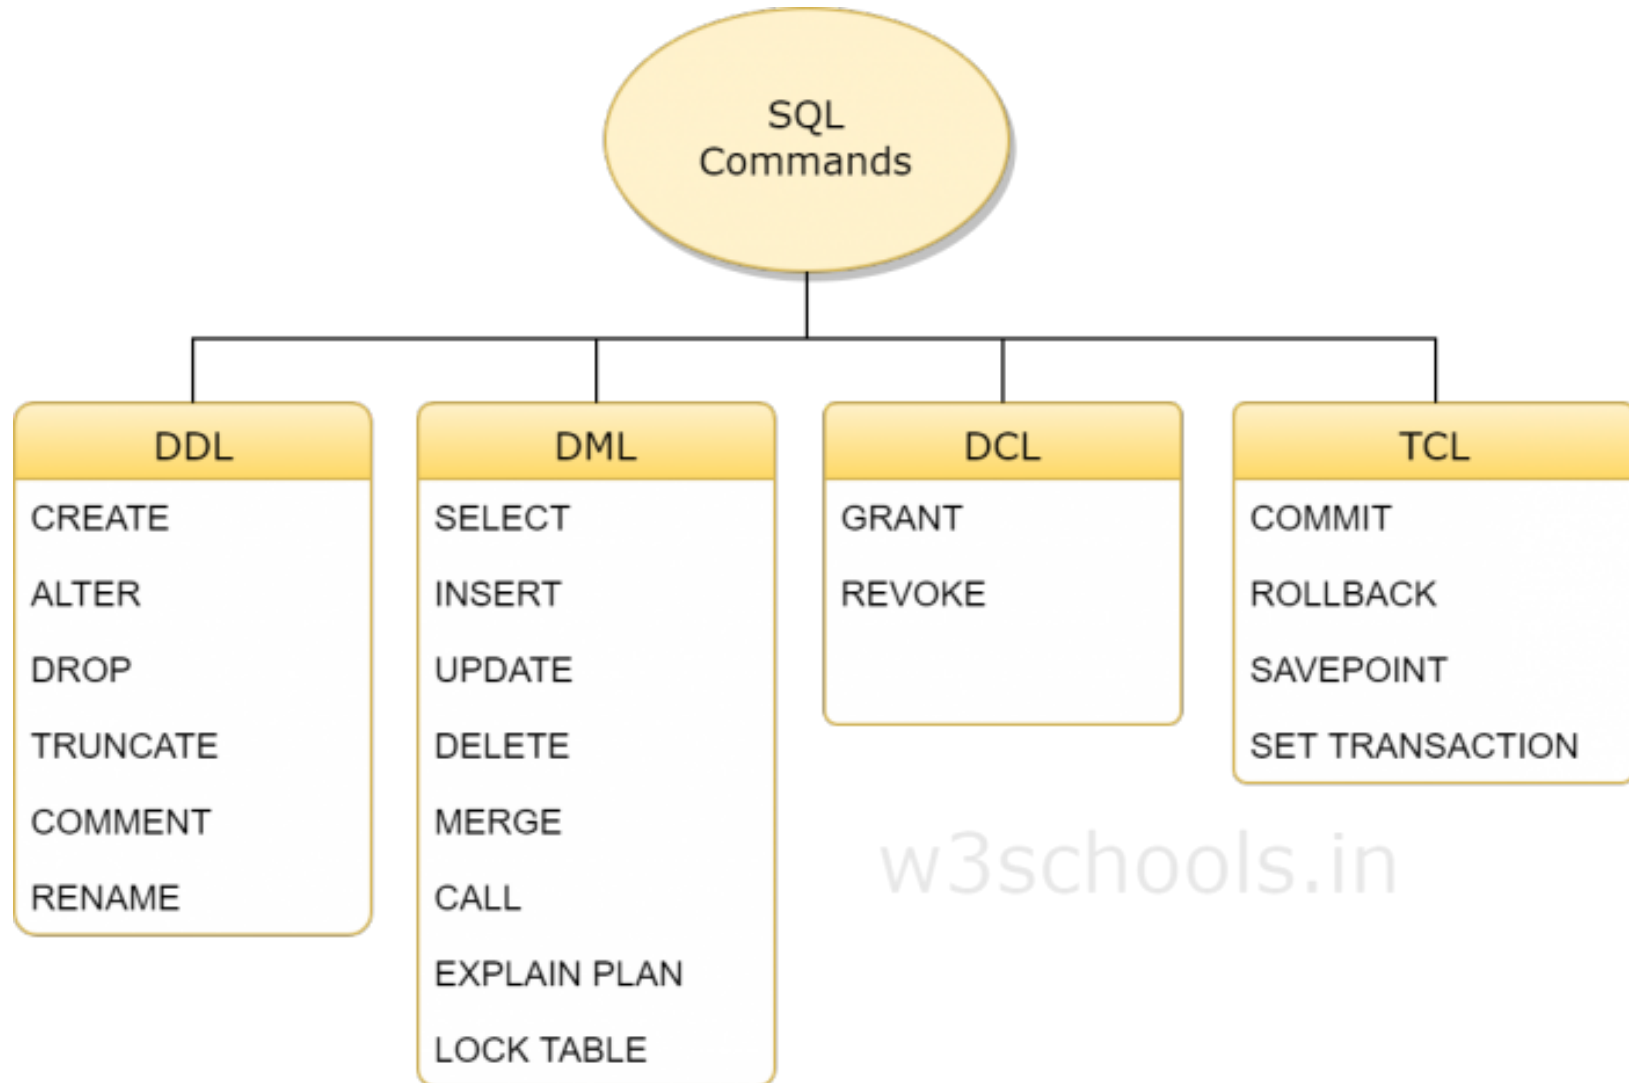 SQL
Commands
DDL
CREATE
ALTER
DROP
TRUNCATE
COMMENT
RENAME
DML
SELECT
INSERT
UPDATE
DELETE
MERGE
CALL
EXPLAIN PLAN
LOCK TABLE
DCL
GRANT
REVOKE
TCL
COMMIT
ROLLBACK
SAVEPOINT
SET TRANSACTION
w3schools.in